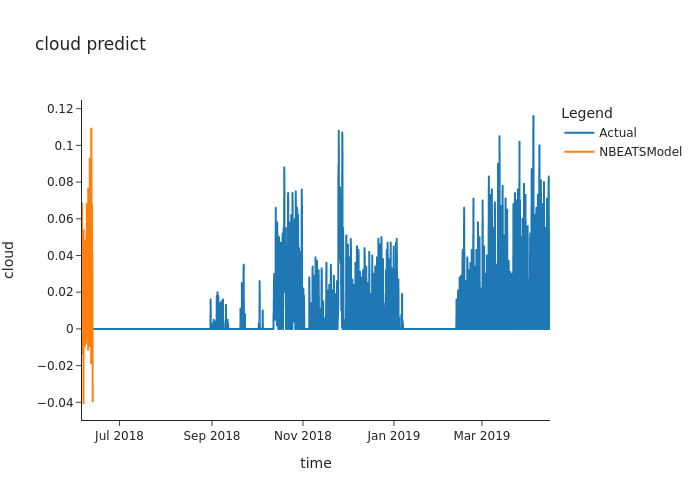 cloud predict
Legend
Actual
NBEATSModel
cloud
0.12
0.1
0.08
0.06
0.04
0.02
0
−0.02
−0.04
Jul 2018
Sep 2018
Nov 2018
Jan 2019
Mar 2019
time